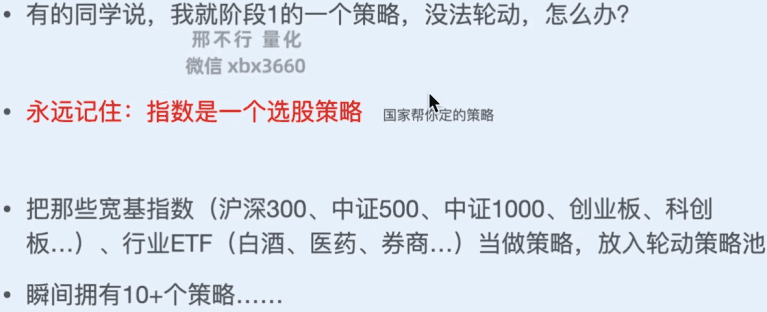 • 有的同学说，我就阶段1的一个策略，没法轮动，怎么办？
邢不行 量化
微信 xbx3660
• 永远记住：指数是一个选股策略 国家帮你定的策略
• 把那些宽基指数（沪深300、中证500、中证1000、创业板、科创
板...）、行业ETF（白酒、医药、券商...）当做策略，放入轮动策略池
• 瞬间拥有10+个策略......